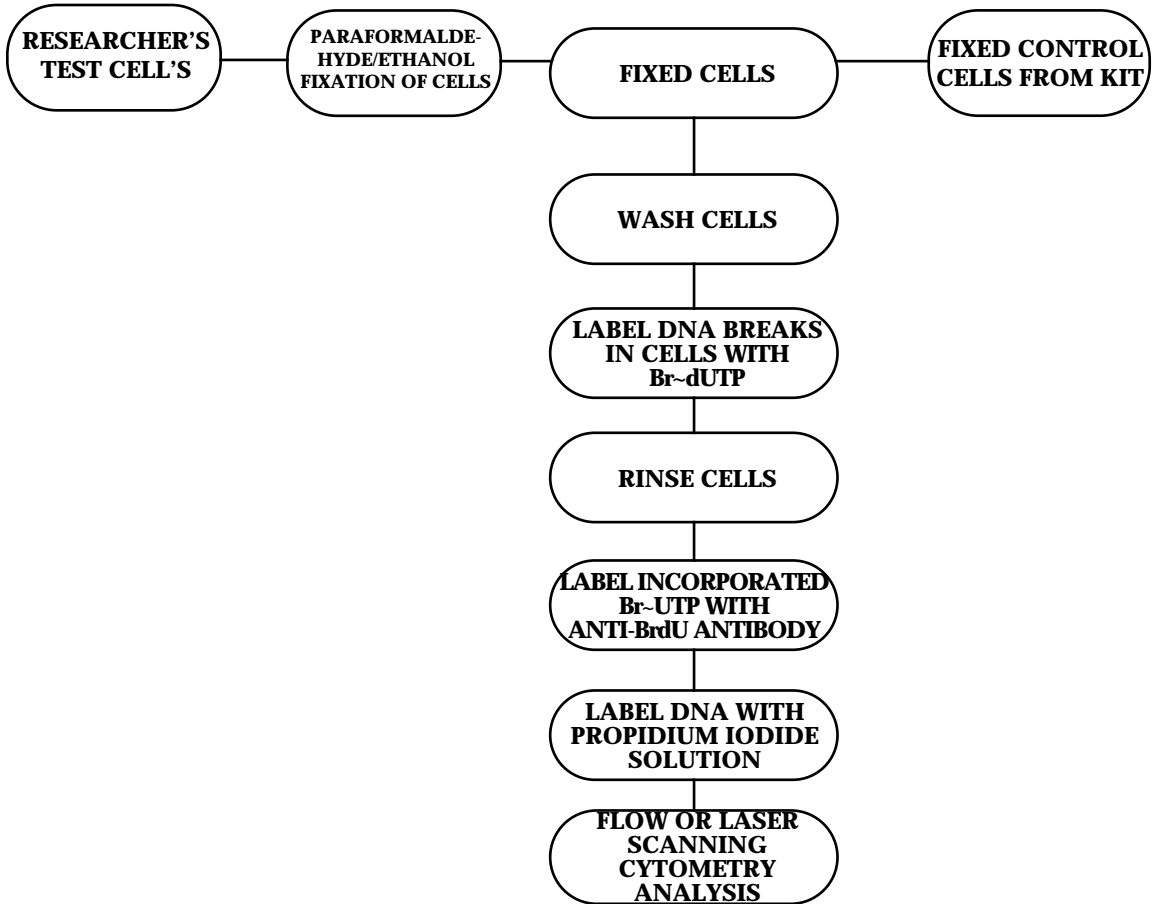 RESEARCHER’S
TEST CELL’S
PARAFORMALDE-
HYDE/ETHANOL
FIXATION OF CELLS
FIXED CELLS
FIXED CONTROL
CELLS FROM KIT
WASH CELLS
LABEL DNA BREAKS
IN CELLS WITH
Br~dUTP
RINSE CELLS
LABEL INCORPORATED
Br~UTP WITH
ANTI-BrdU ANTIBODY
LABEL DNA WITH
PROPIDIUM IODIDE
SOLUTION
FLOW OR LASER
SCANNING
CYTOMETRY
ANALYSIS